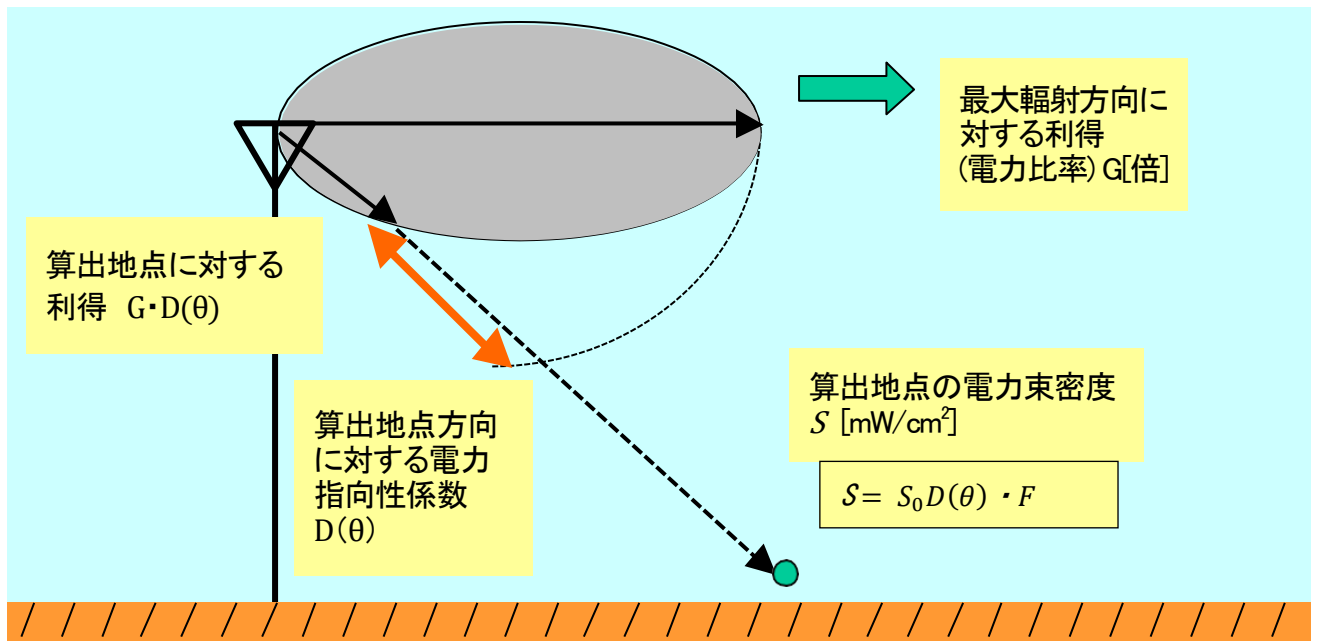 最大輻射方向に
対する利得
(電力比率) G[倍]
算出地点に対する
利得 G・D(θ)
算出地点方向
に対する電力
指向性係数
D(θ)
算出地点の電力束密度
S [mW/cm²]
S = S₀D(θ)・F